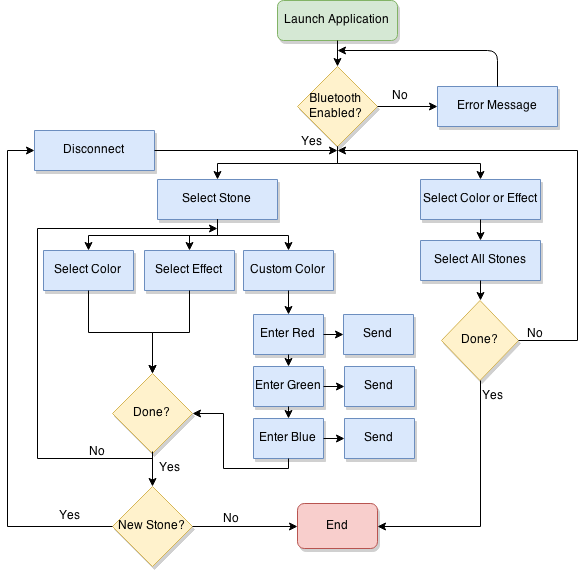 Launch Application
Bluetooth
Enabled?
No
Error Message
Yes
Disconnect
Select Stone
Select Color or Effect
Select Color
Select Effect
Custom Color
Select All Stones
Enter Red
Send
Done?
No
Enter Green
Send
Yes
Done?
Enter Blue
Send
No
Yes
Yes
New Stone?
No
End